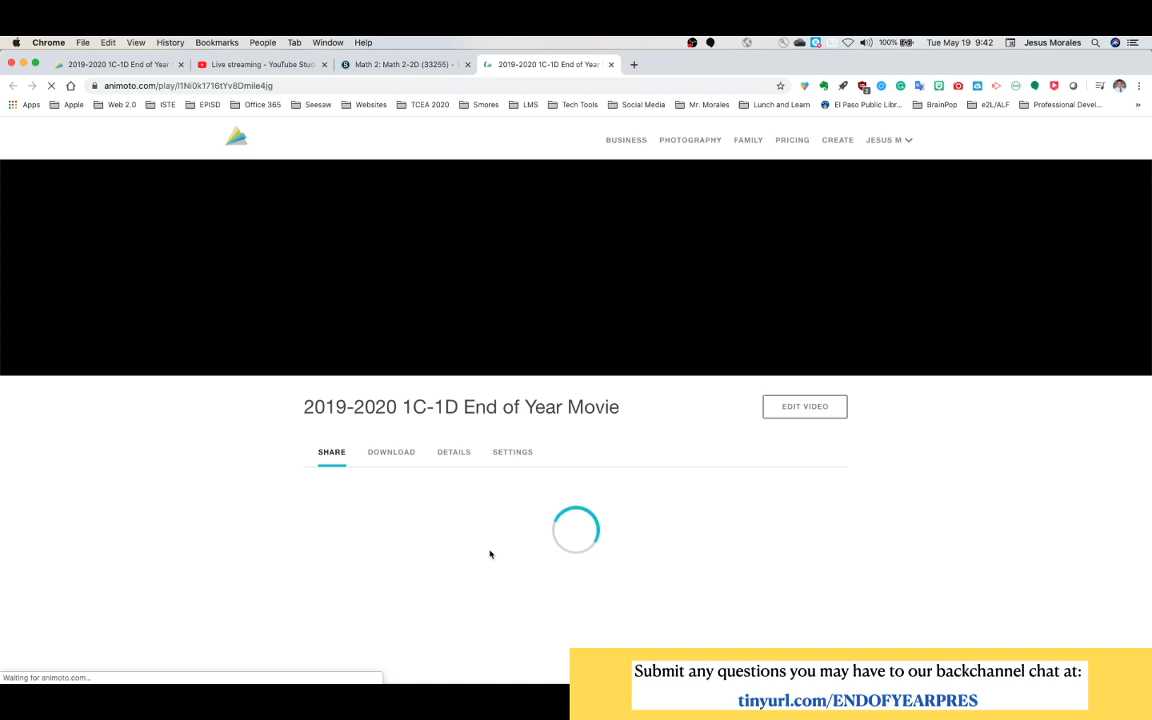 Chrome File Edit View History Bookmarks People Tab Window Help 100% Tue May 19 9:42 Jesus Morales
2019-2020 1C-1D End of Year Live streaming - YouTube Stud Math 2: Math 2-2D (33255) - 2019-2020 1C-1D End of Year
animoto.com/play/l1Ni0k1716tYv8Dmile4jg
Apps Apple Web 2.0 ISTE EPISD Office 365 Seesaw Websites TCEA 2020 Smores LMS Tech Tools Social Media Mr. Morales Lunch and Learn El Paso Public Libr... BrainPop e2L/ALF Professional Devel... »
BUSINESS PHOTOGRAPHY FAMILY PRICING CREATE JESUS M
2019-2020 1C-1D End of Year Movie EDIT VIDEO
SHARE DOWNLOAD DETAILS SETTINGS
Waiting for animoto.com...
Submit any questions you may have to our backchannel chat at:
tinyurl.com/ENDOFYEARPRES